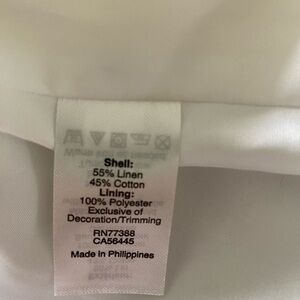 Shell:
55% Linen
45% Cotton
Lining:
100% Polyester
Exclusive of
Decoration/Trimming
RN77388
CA56445
Made in Philippines